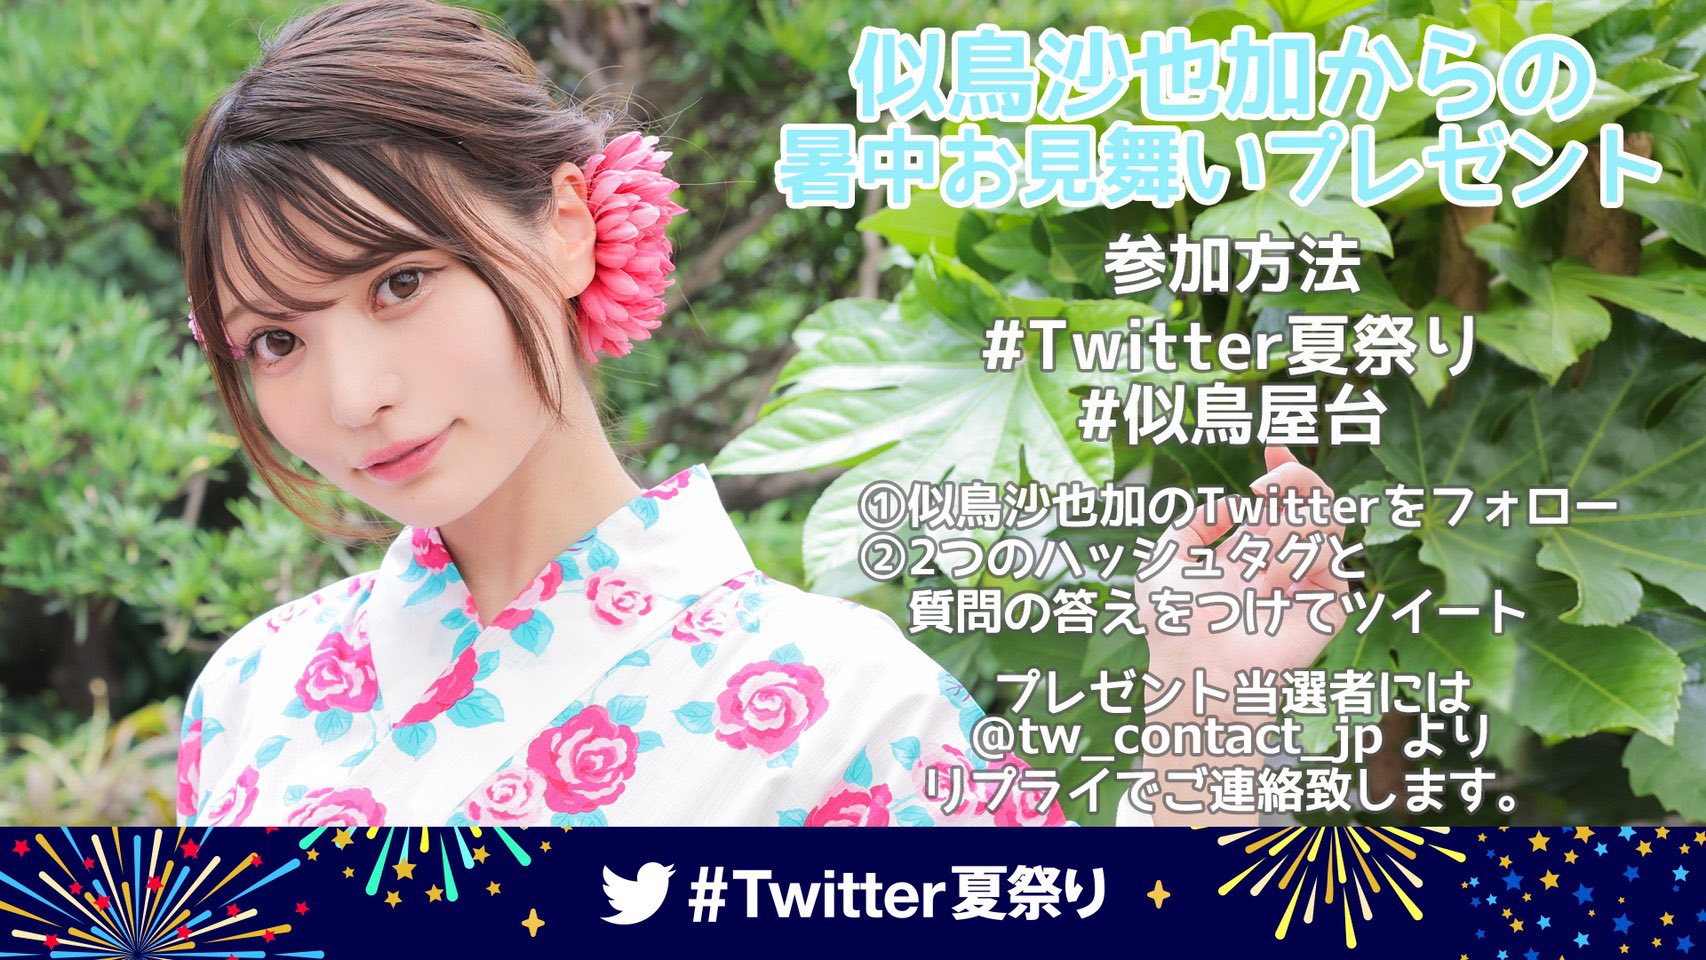 似鳥沙也加からの
暑中お見舞いプレゼント
参加方法
#Twitter夏祭り
#似鳥屋台
①似鳥沙也加のTwitterをフォロー
②2つのハッシュタグと
質問の答えをつけてツイート
プレゼント当選者には
@tw_contact_jp より
リプライでご連絡致します。
#Twitter夏祭り